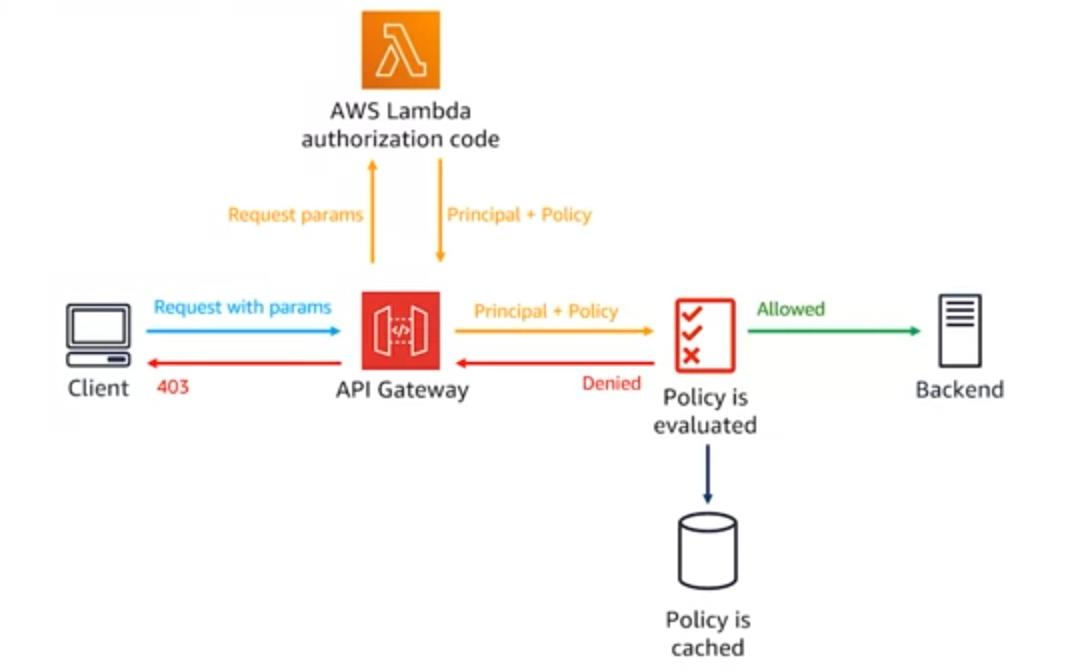 AWS Lambda
authorization code
Request params
Principal + Policy
Request with params
Principal + Policy
Allowed
Client
403
API Gateway
Denied
Policy is
evaluated
Backend
Policy is
cached